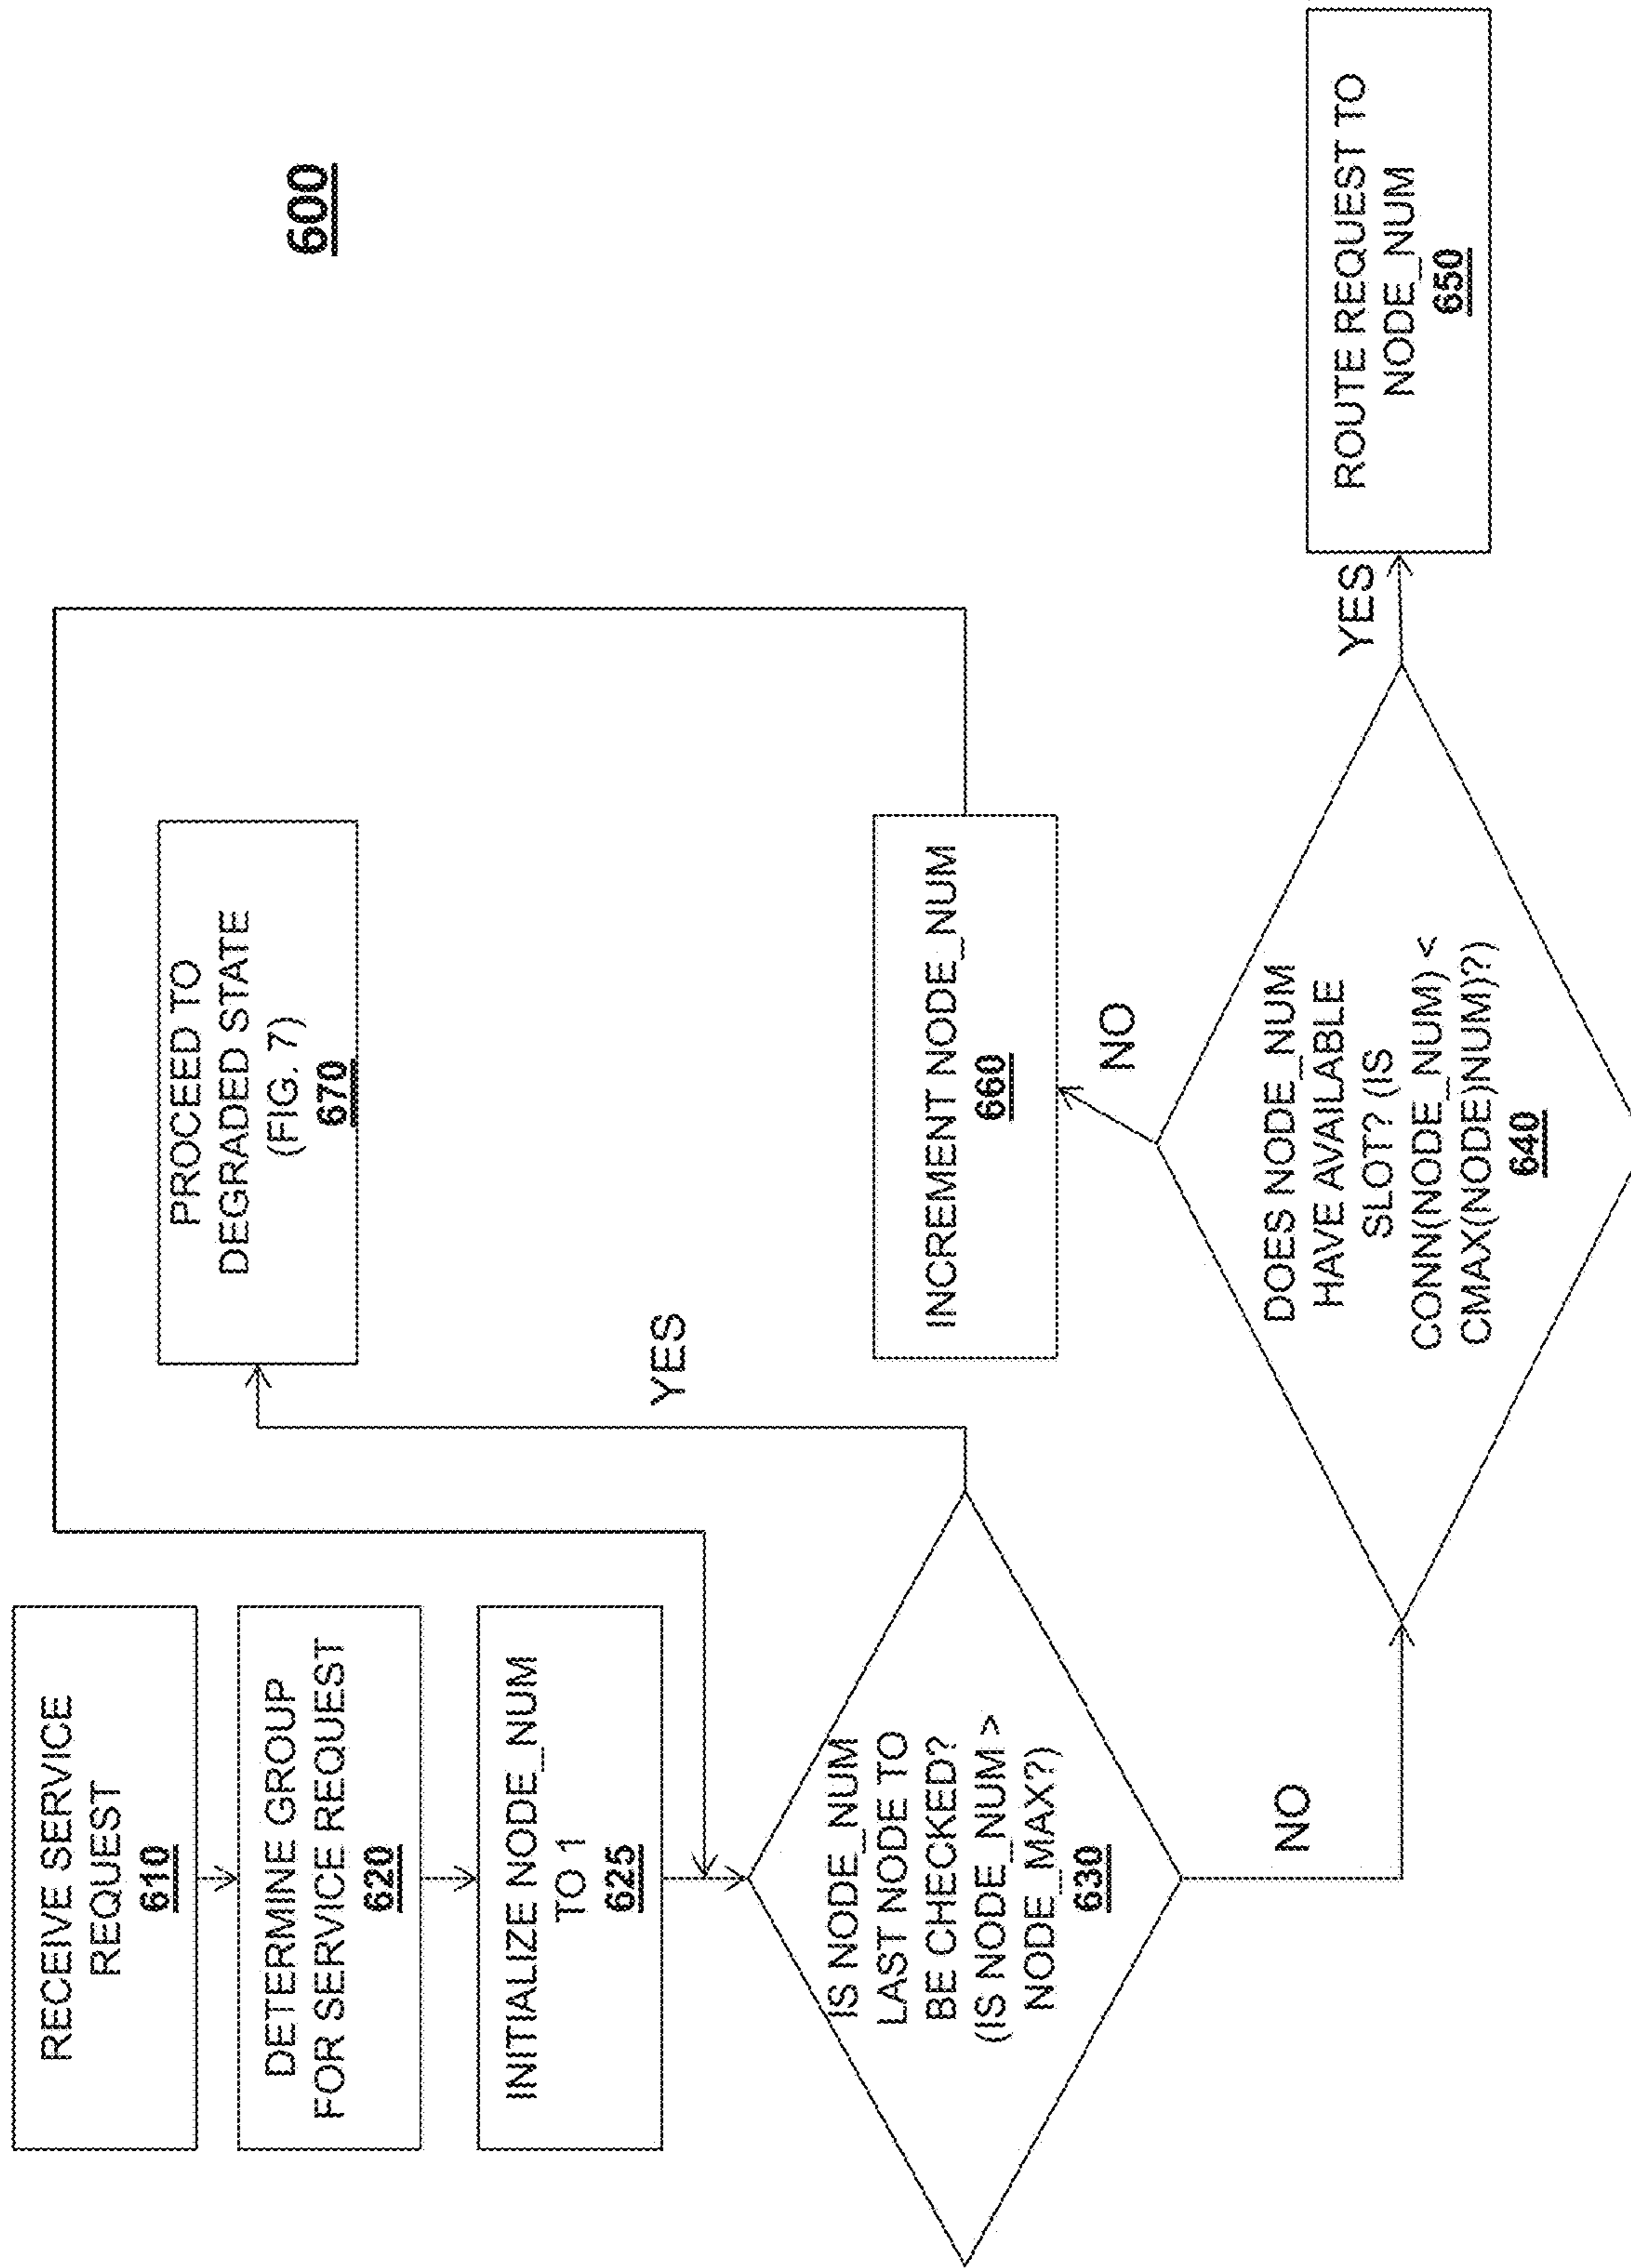 600
RECEIVE SERVICE
REQUEST
610
DETERMINE GROUP
FOR SERVICE REQUEST
620
INITIALIZE NODE_NUM
TO 1
625
IS NODE_NUM
LAST NODE TO
BE CHECKED?
(IS NODE_NUM >
NODE_MAX?)
630
YES
PROCEED TO
DEGRADED STATE
(FIG. 7)
670
NO
DOES NODE_NUM
HAVE AVAILABLE
SLOT? (IS
CONN(NODE_NUM) <
CMAX(NODE)NUM)?)
640
NO
INCREMENT NODE_NUM
660
YES
ROUTE REQUEST TO
NODE_NUM
650